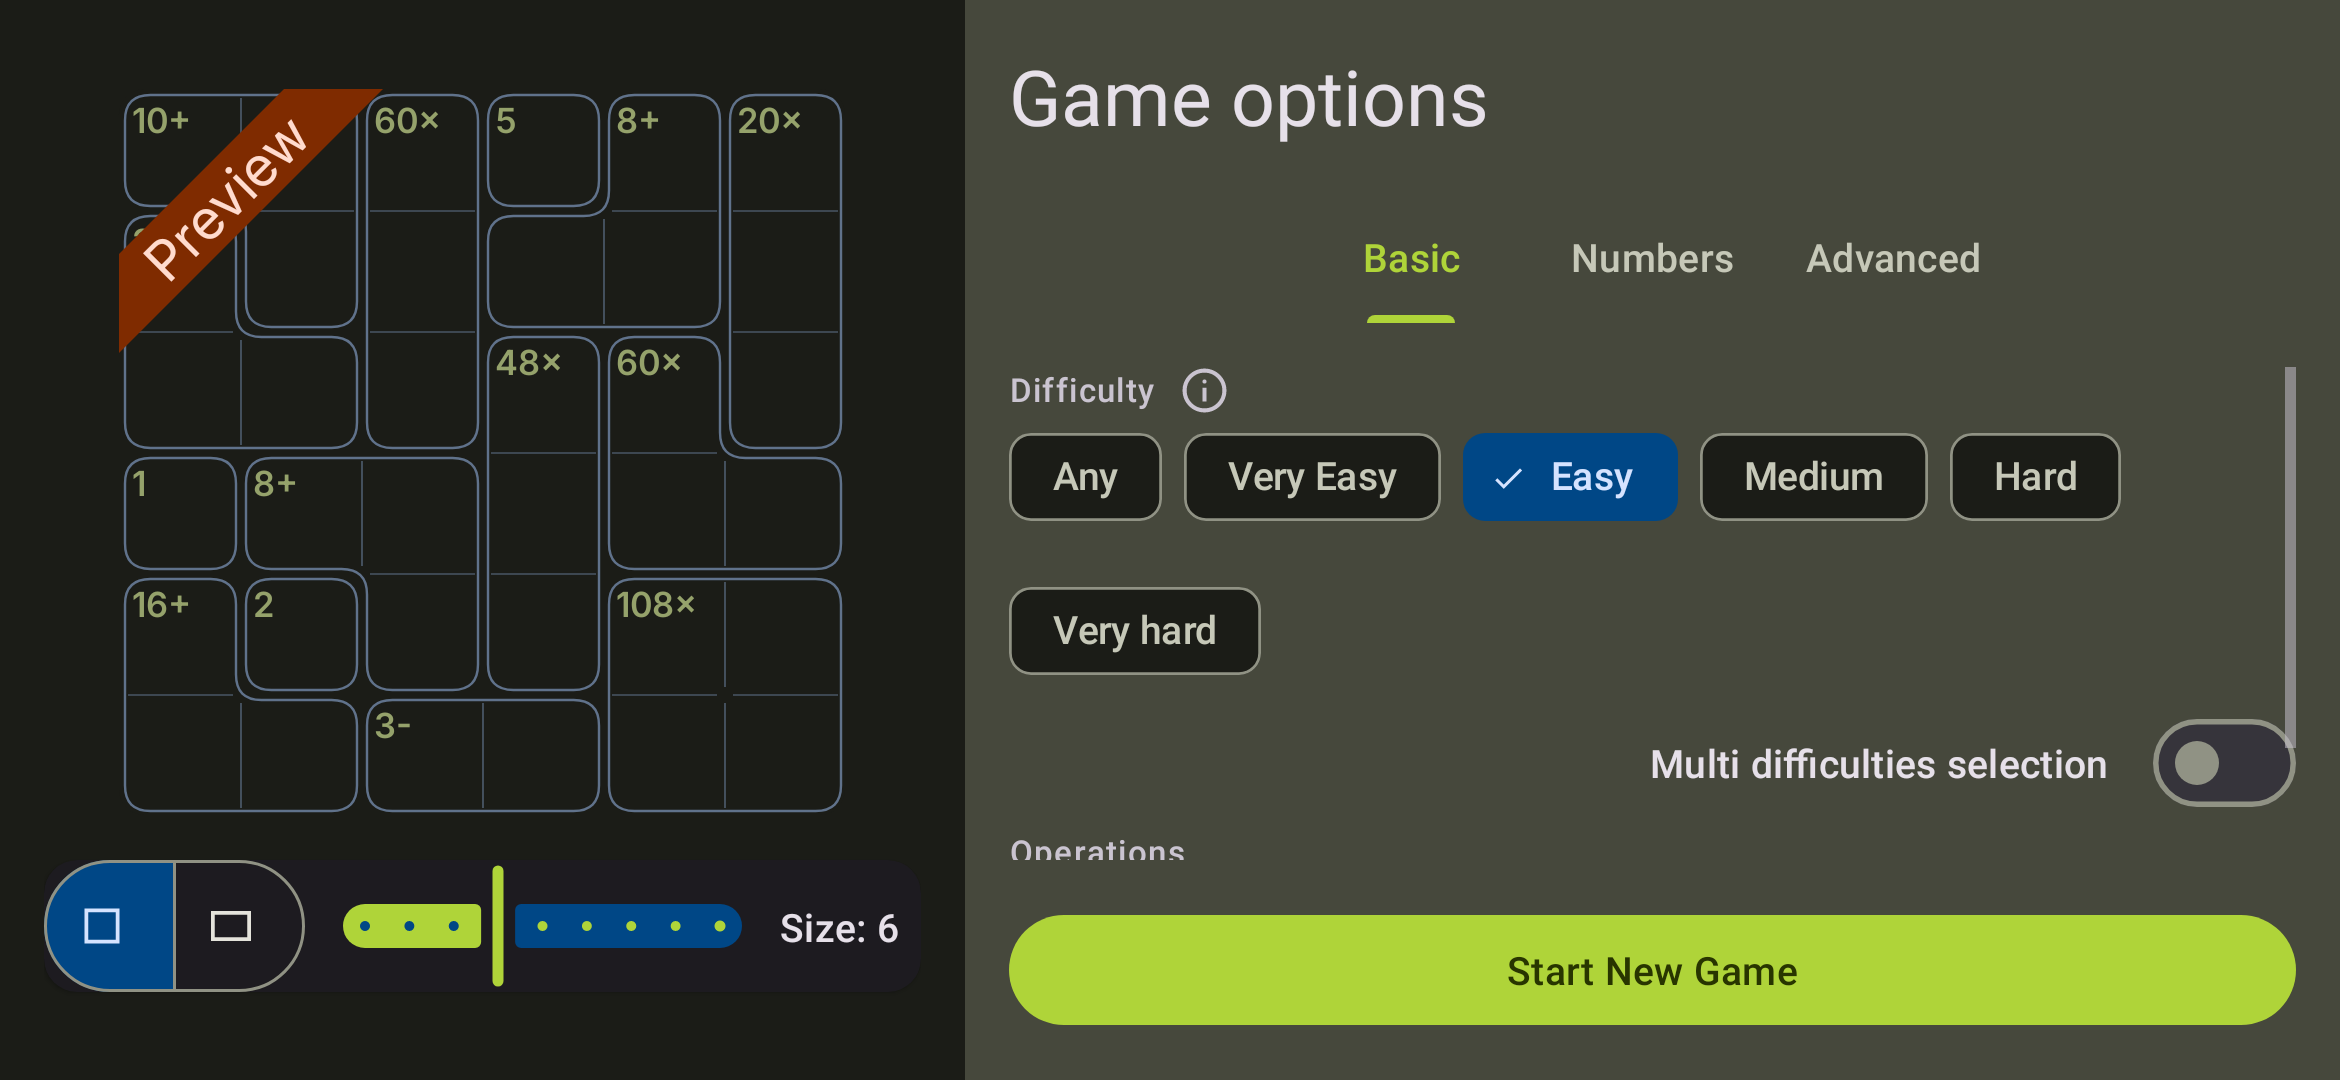 Game options
Basic Numbers Advanced
Difficulty
Any Very Easy Easy Medium Hard
Very hard
Multi difficulties selection
Operations
Start New Game
Preview
10+ 60× 5 8+ 20×
48× 60×
1 8+
16+ 2 108×
3-
Size: 6